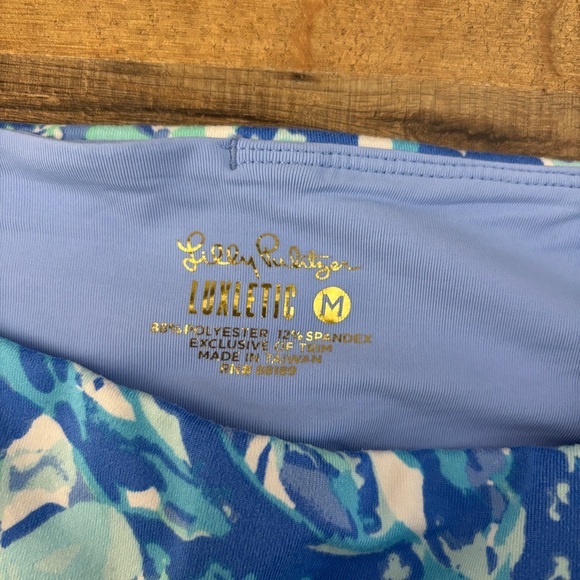 Lilly Pulitzer
LUXLETIC M
88% POLYESTER 12% SPANDEX
EXCLUSIVE OF TRIM
MADE IN TAIWAN